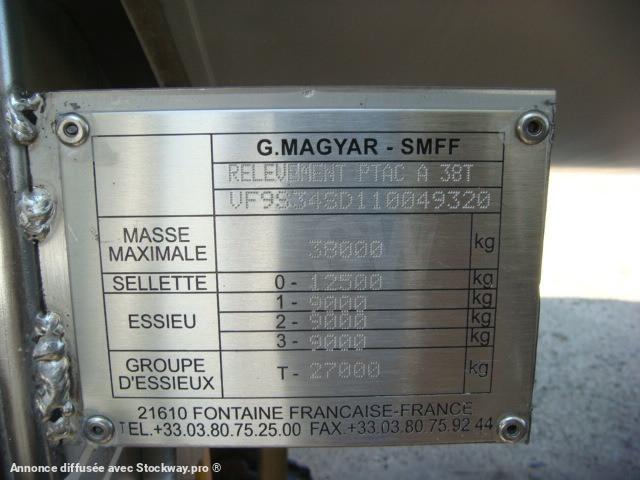 G.MAGYAR - SMFF
RELEVEMENT PTAC A 38T
VF9S34SD110049320
MASSE MAXIMALE 38000 kg
SELLETTE 0- 12500 kg
ESSIEU 1- 9000 kg
2- 9000 kg
3- 9000 kg
GROUPE D'ESSIEUX T- 27000 kg
21610 FONTAINE FRANCAISE-FRANCE
TEL.+33.03.80.75.25.00 FAX.+33.03.80.75.92 44
Annonce diffusée avec Stockway.pro ®